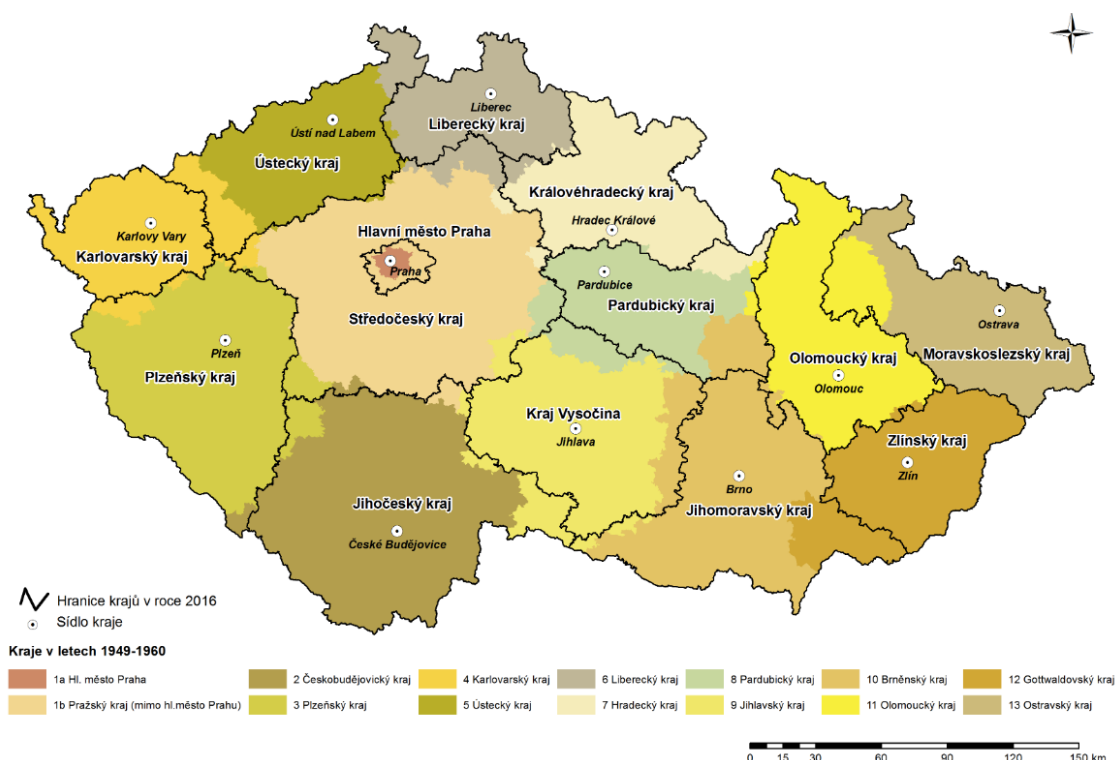 Liberec
Liberecký kraj
Ústí nad Labem
Ústecký kraj
Královéhradecký kraj
Hradec Králové
Karlovy Vary
Karlovarský kraj
Hlavní město Praha
Praha
Pardubice
Pardubický kraj
Středočeský kraj
Ostrava
Moravskoslezský kraj
Plzeň
Plzeňský kraj
Olomoucký kraj
Olomouc
Kraj Vysočina
Jihlava
Zlínský kraj
Zlín
Brno
Jihomoravský kraj
Jihočeský kraj
České Budějovice
Hranice krajů v roce 2016
Sídlo kraje
Kraje v letech 1949-1960
1a Hl. město Praha
2 Českobudějovický kraj
4 Karlovarský kraj
6 Liberecký kraj
8 Pardubický kraj
10 Brněnský kraj
12 Gottwaldovský kraj
1b Pražský kraj (mimo hl.město Prahu)
3 Plzeňský kraj
5 Ústecký kraj
7 Hradecký kraj
9 Jihlavský kraj
11 Olomoucký kraj
13 Ostravský kraj
0 15 30 60 90 120 150 km